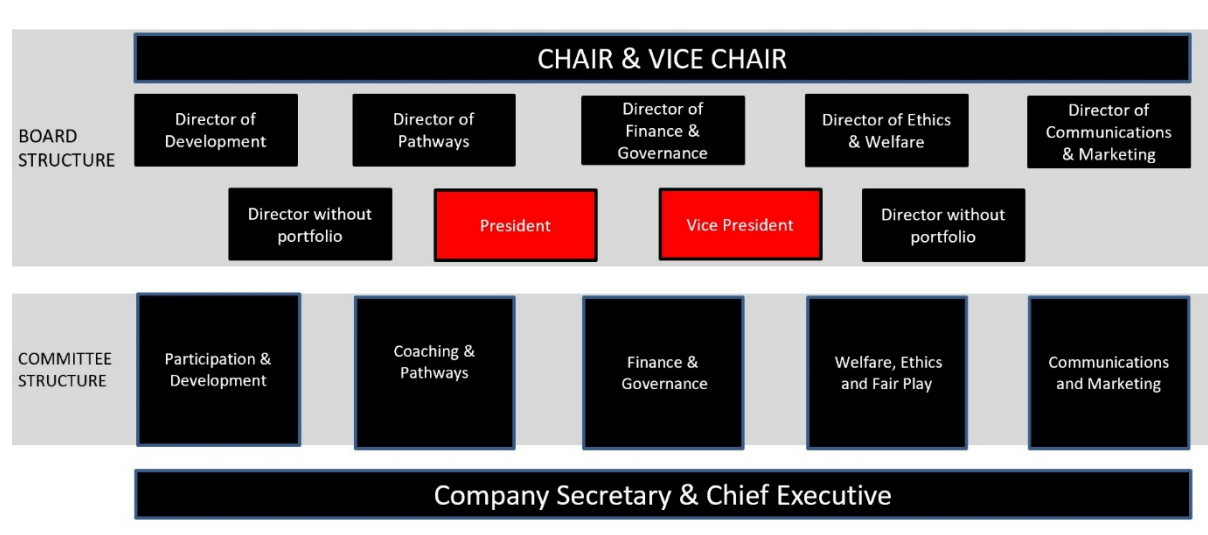 CHAIR & VICE CHAIR
BOARD
STRUCTURE
Director of
Development
Director of
Pathways
Director of
Finance &
Governance
Director of Ethics
& Welfare
Director of
Communications
& Marketing
Director without
portfolio
President
Vice President
Director without
portfolio
COMMITTEE
STRUCTURE
Participation &
Development
Coaching &
Pathways
Finance &
Governance
Welfare, Ethics
and Fair Play
Communications
and Marketing
Company Secretary & Chief Executive